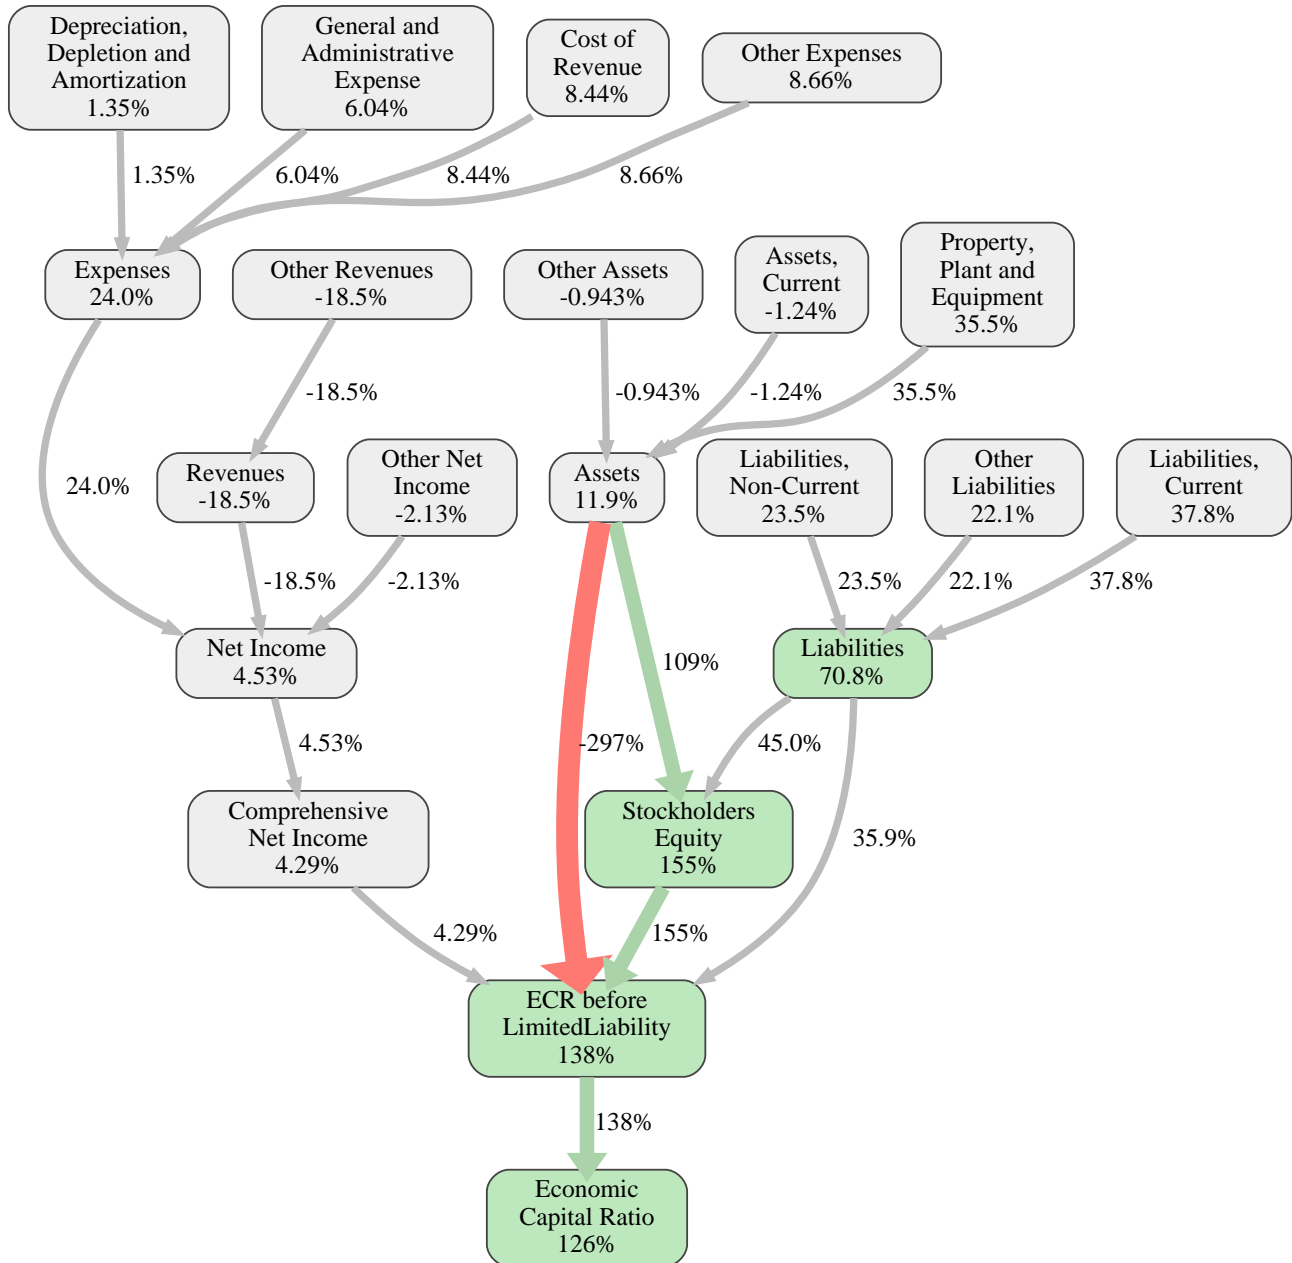 Depreciation,
Depletion and
Amortization
1.35%
General and
Administrative
Expense
6.04%
Cost of
Revenue
8.44%
Other Expenses
8.66%
1.35%
6.04%
8.44%
8.66%
Expenses
24.0%
Other Revenues
-18.5%
Other Assets
-0.943%
Assets,
Current
-1.24%
Property,
Plant and
Equipment
35.5%
-18.5%
-0.943%
-1.24%
35.5%
24.0%
Revenues
-18.5%
Other Net
Income
-2.13%
Assets
11.9%
Liabilities,
Non-Current
23.5%
Other
Liabilities
22.1%
Liabilities,
Current
37.8%
-18.5%
-2.13%
23.5%
22.1%
37.8%
Net Income
4.53%
109%
Liabilities
70.8%
4.53%
-297%
45.0%
Comprehensive
Net Income
4.29%
Stockholders
Equity
155%
35.9%
4.29%
155%
ECR before
LimitedLiability
138%
138%
Economic
Capital Ratio
126%